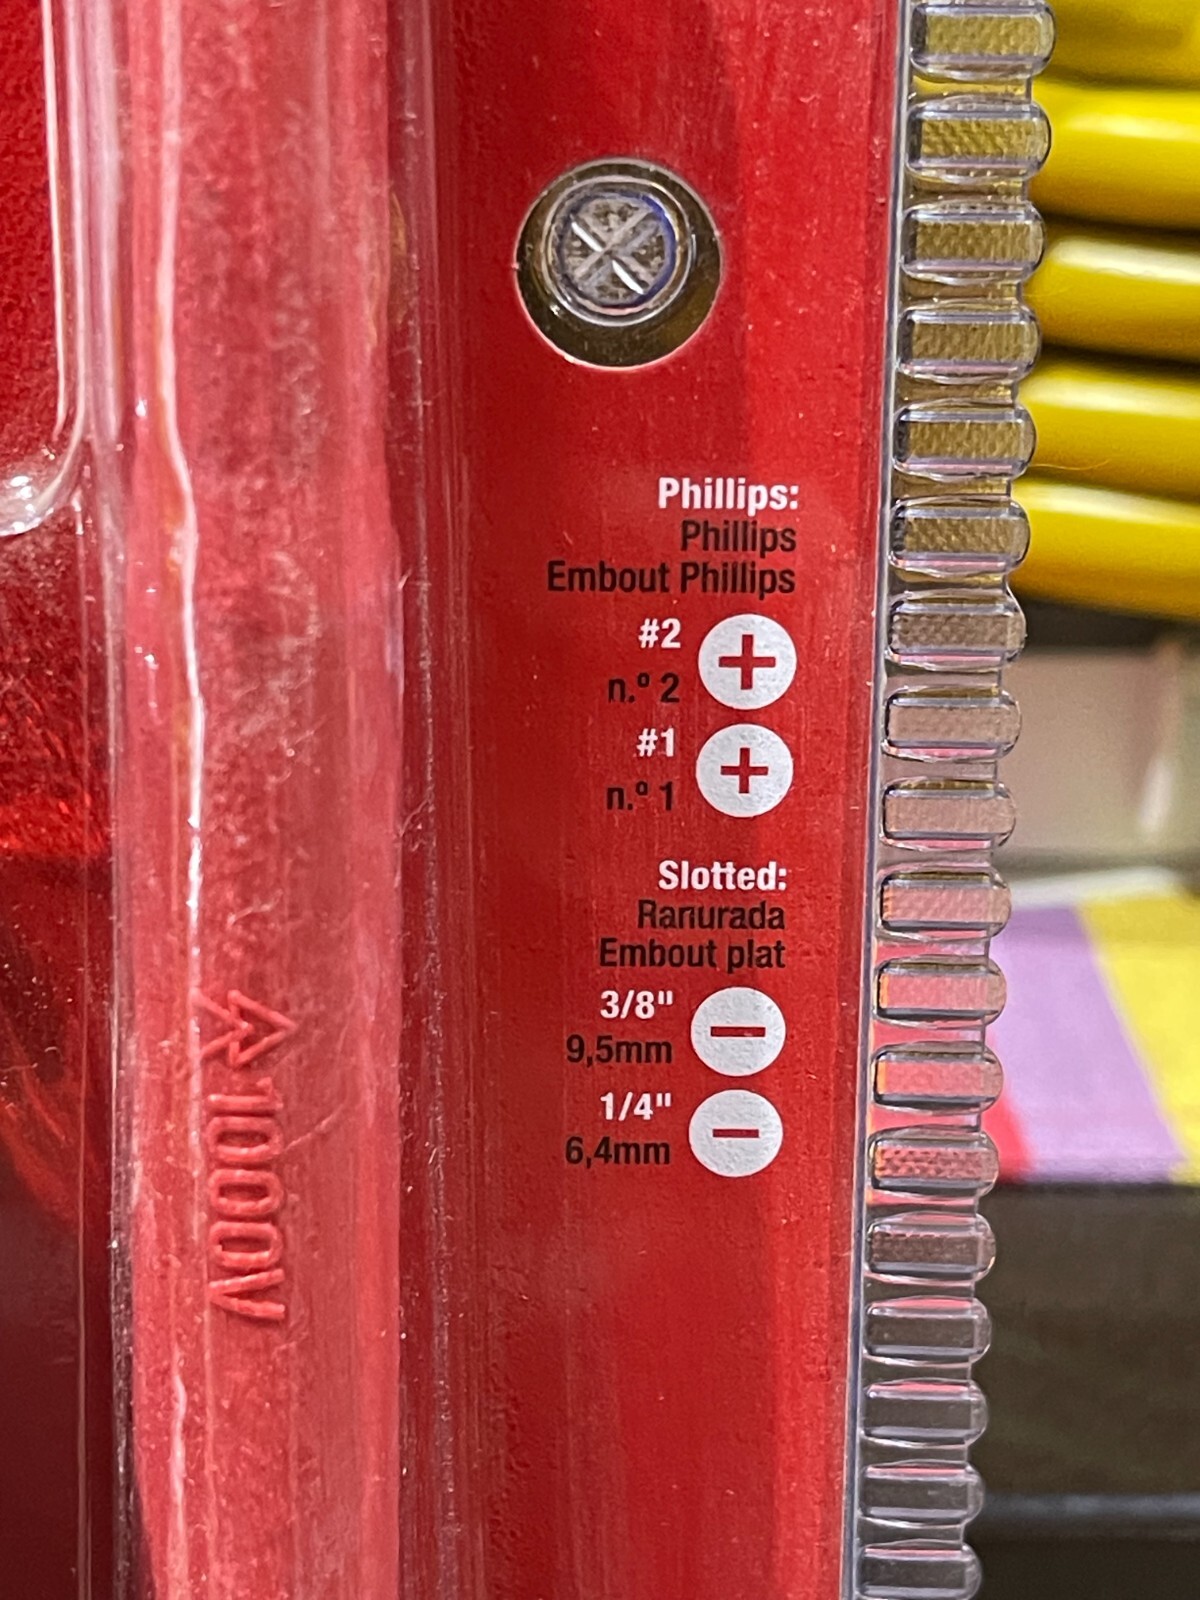 Phillips:
Phillips
Embout Phillips
#2
n.º 2
#1
n.º 1
Slotted:
Ranurada
Embout plat
3/8"
9,5mm
1/4"
6,4mm
1000V